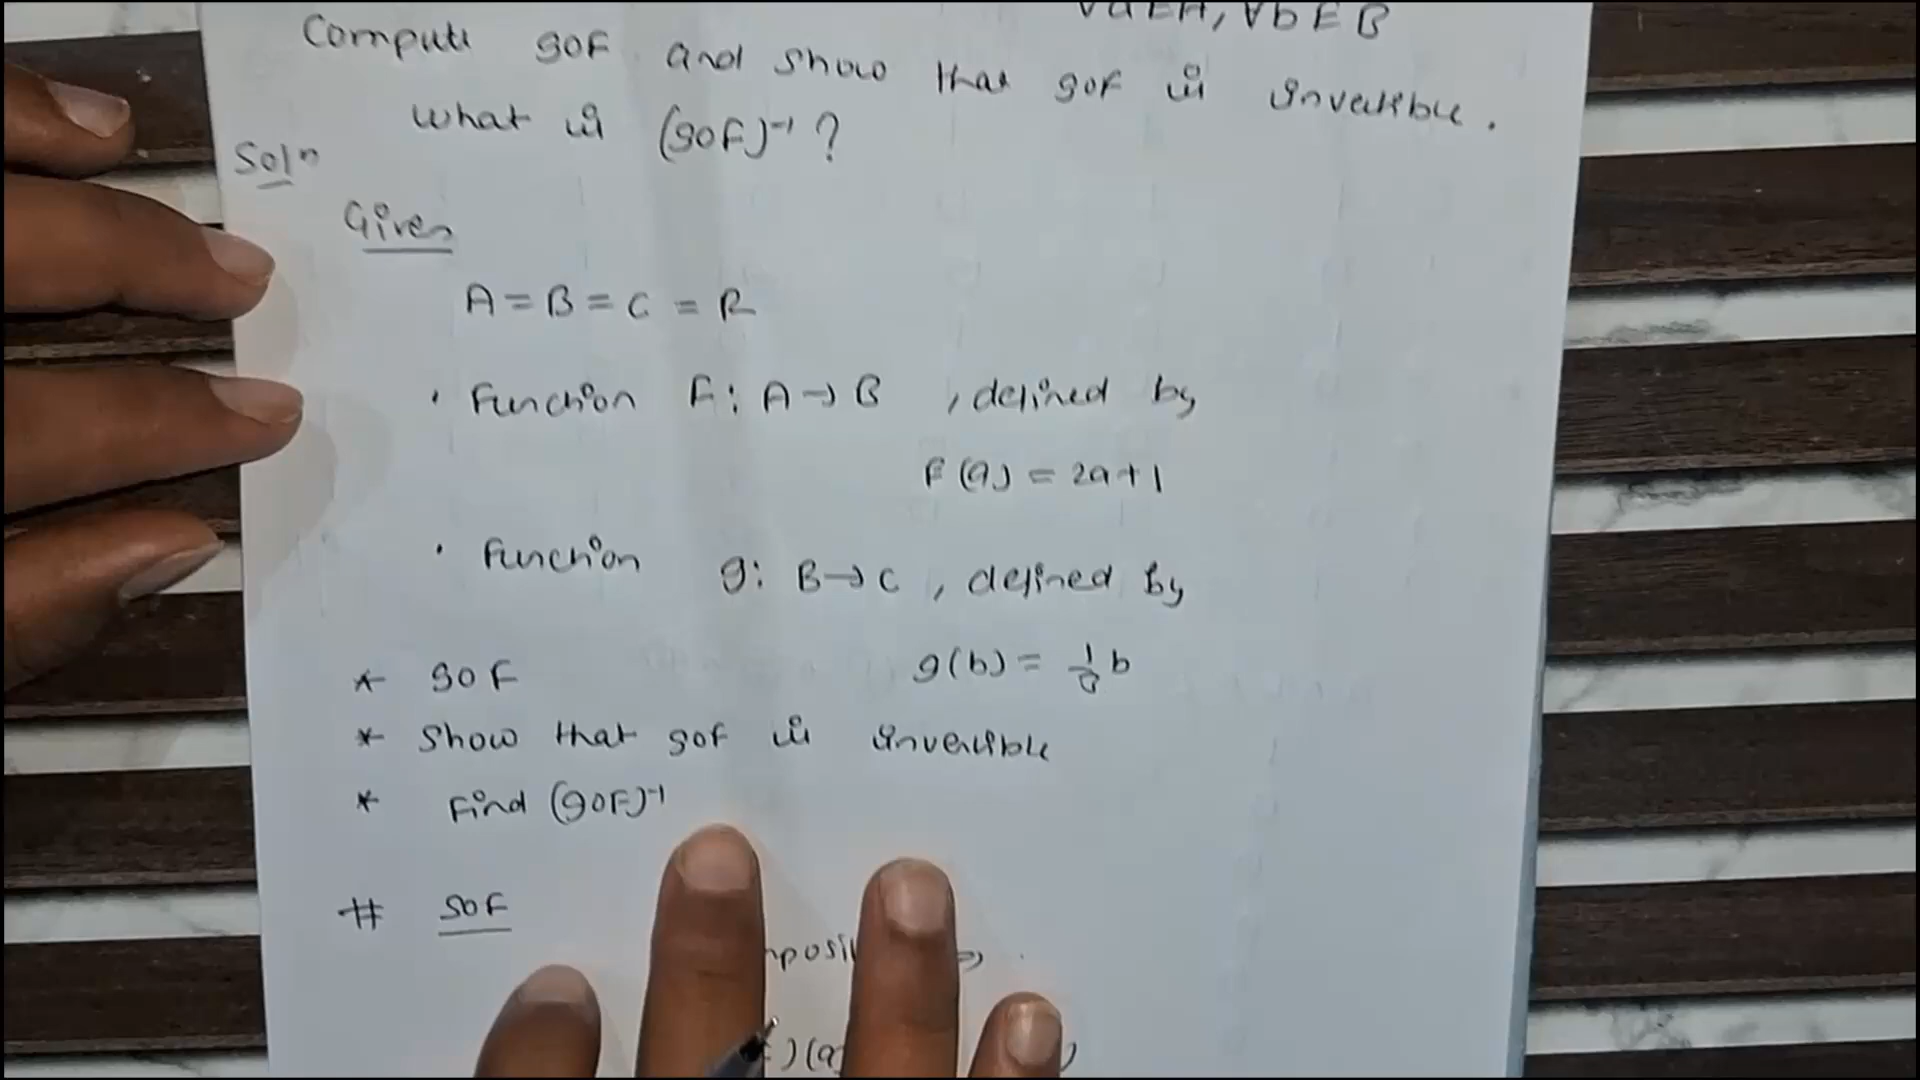 ∀a∈A, ∀b∈B
Compute gof and show that gof is invertible.
What is (gof)⁻¹?
Solⁿ
Given
A = B = C = R
• Function f: A → B , defined by
f(a) = 2a+1
• Function g: B → C , defined by
g(b) = 1/3 b
* gof
* Show that gof is invertible
* Find (gof)⁻¹
# gof
)(a